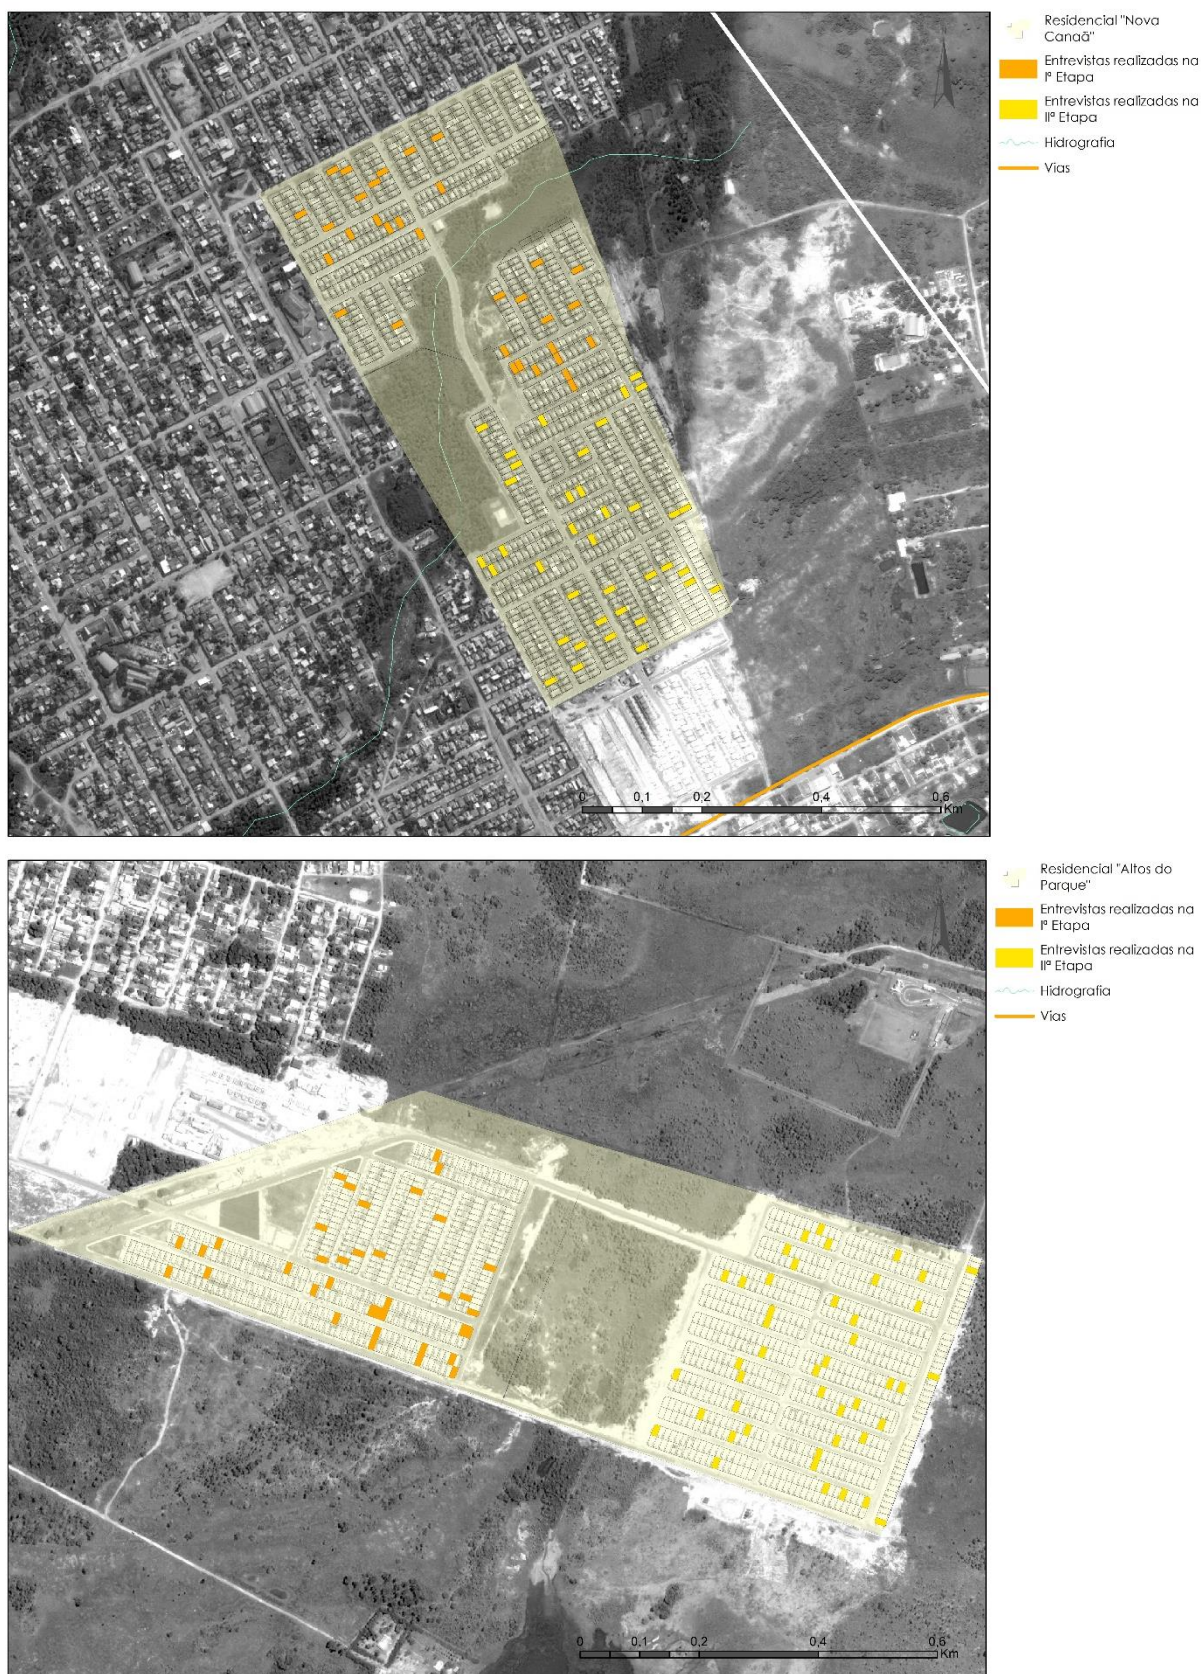 Residencial "Nova
Canaã"
Entrevistas realizadas na
Iª Etapa
Entrevistas realizadas na
IIª Etapa
Hidrografia
Vias
0 0,1 0,2 0,4 0,6
Km
Residencial "Altos do
Parque"
Entrevistas realizadas na
Iª Etapa
Entrevistas realizadas na
IIª Etapa
Hidrografia
Vias
0 0,1 0,2 0,4 0,6
Km